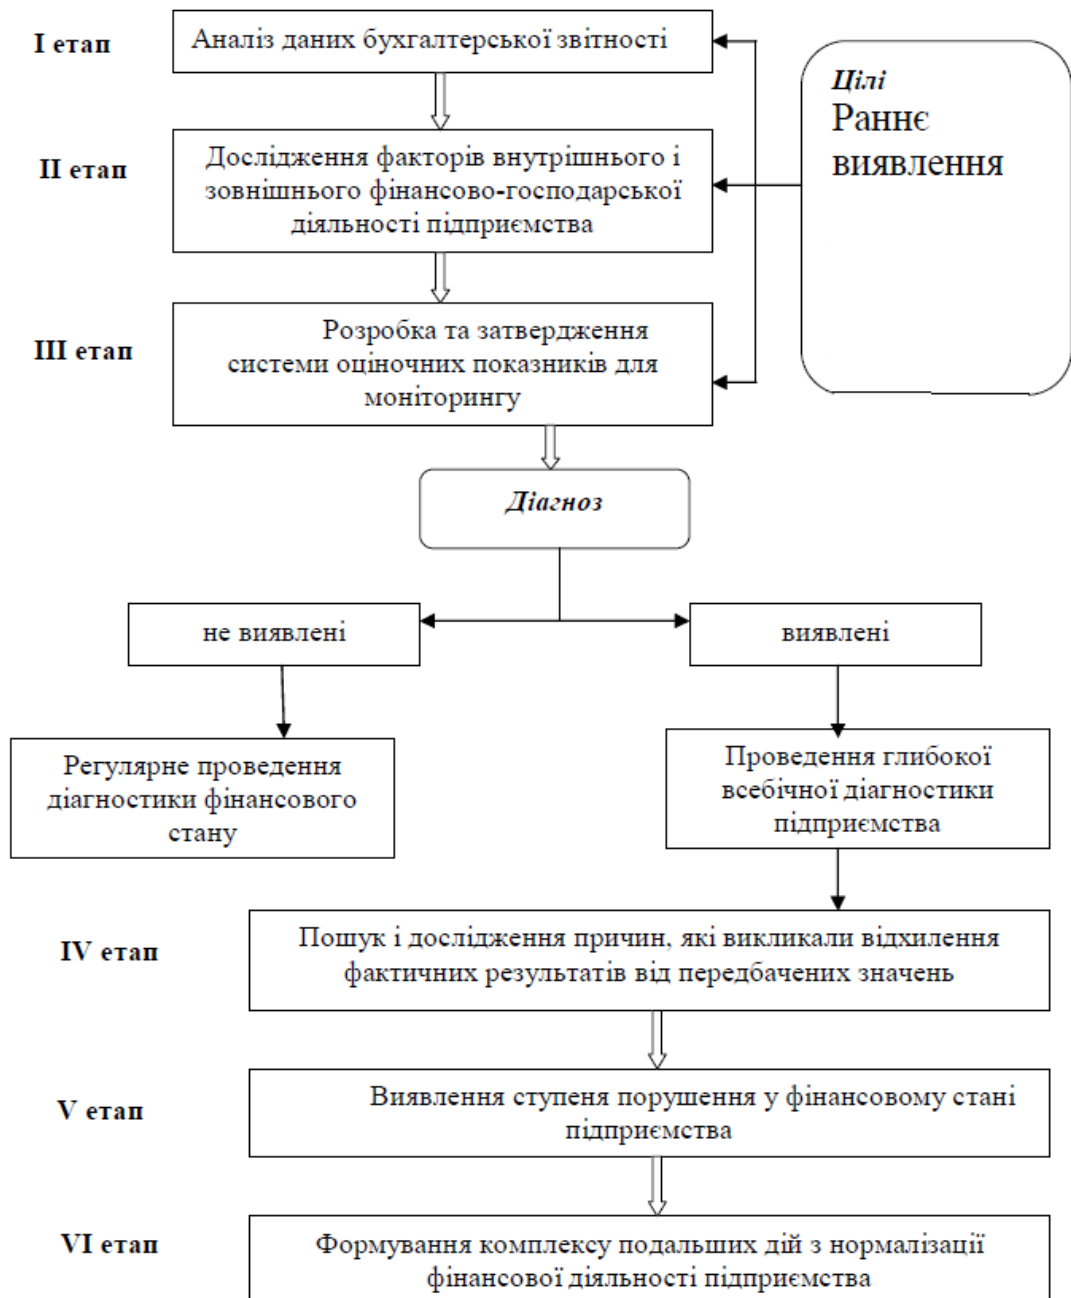 I етап
Аналіз даних бухгалтерської звітності
Цілі
Раннє
виявлення
II етап
Дослідження факторів внутрішнього і
зовнішнього фінансово-господарської
діяльності підприємства
III етап
Розробка та затвердження
системи оціночних показників для
моніторингу
Діагноз
не виявлені
виявлені
Регулярне проведення
діагностики фінансового
стану
Проведення глибокої
всебічної діагностики
підприємства
IV етап
Пошук і дослідження причин, які викликали відхилення
фактичних результатів від передбачених значень
V етап
Виявлення ступеня порушення у фінансовому стані
підприємства
VI етап
Формування комплексу подальших дій з нормалізації
фінансової діяльності підприємства